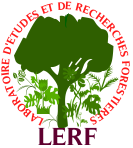 LABORATOIRE D'ETUDES ET DE RECHERCHES FORESTIERES
LERF